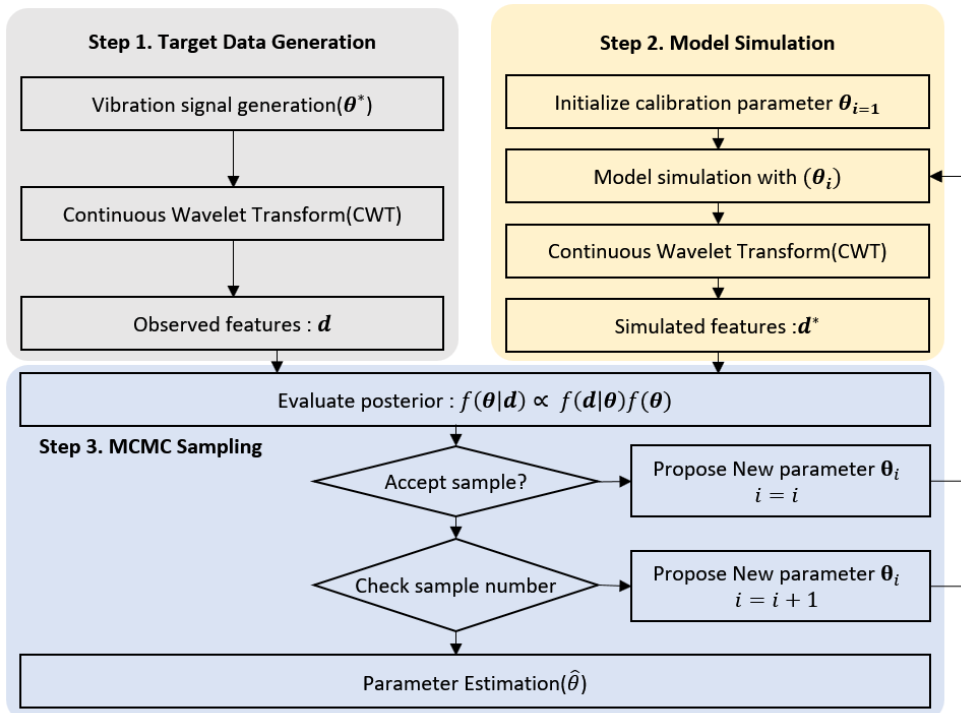 Step 1. Target Data Generation
Vibration signal generation(θ*)
Continuous Wavelet Transform(CWT)
Observed features : d
Step 2. Model Simulation
Initialize calibration parameter θᵢ₌₁
Model simulation with (θᵢ)
Continuous Wavelet Transform(CWT)
Simulated features :d*
Evaluate posterior : f(θ|d) ∝ f(d|θ)f(θ)
Step 3. MCMC Sampling
Accept sample?
Propose New parameter θᵢ
i = i
Check sample number
Propose New parameter θᵢ
i = i + 1
Parameter Estimation(θ̂)